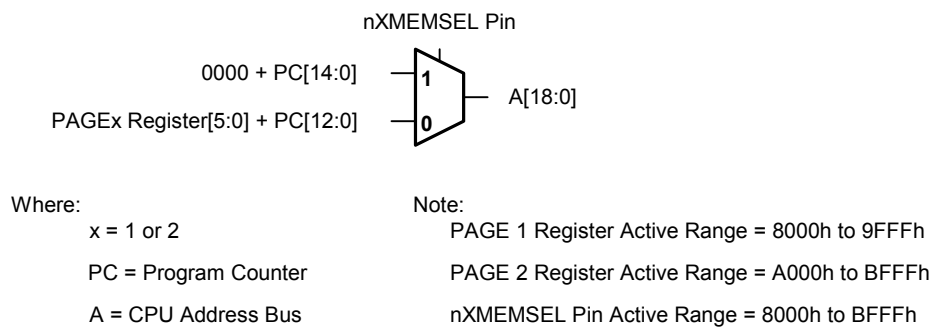 nXMEMSEL Pin
0000 + PC[14:0]
1
A[18:0]
PAGEx Register[5:0] + PC[12:0]
0
Where:
x = 1 or 2
PC = Program Counter
A = CPU Address Bus
Note:
PAGE 1 Register Active Range = 8000h to 9FFFh
PAGE 2 Register Active Range = A000h to BFFFh
nXMEMSEL Pin Active Range = 8000h to BFFFh